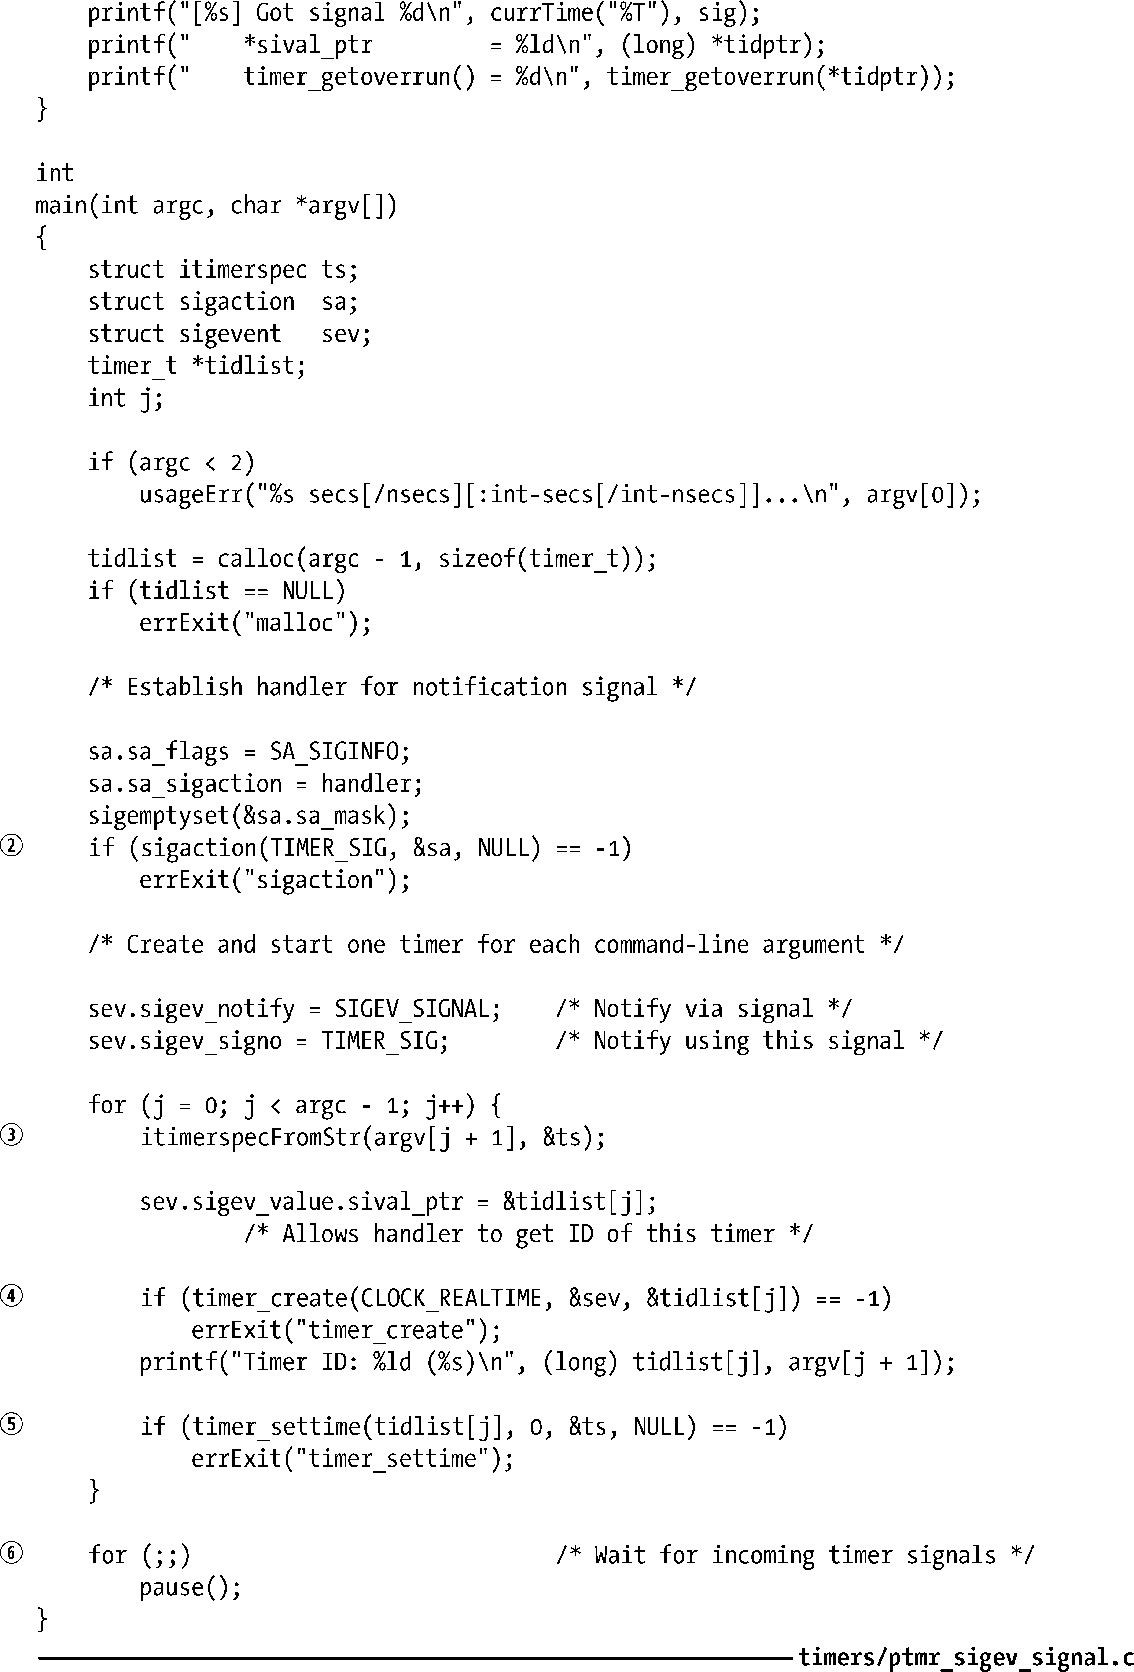 printf("[%s] Got signal %d\n", currTime("%T"), sig);
    printf("    *sival_ptr         = %ld\n", (long) *tidptr);
    printf("    timer_getoverrun() = %d\n", timer_getoverrun(*tidptr));
}

int
main(int argc, char *argv[])
{
    struct itimerspec ts;
    struct sigaction  sa;
    struct sigevent   sev;
    timer_t *tidlist;
    int j;

    if (argc < 2)
        usageErr("%s secs[/nsecs][:int-secs[/int-nsecs]]...\n", argv[0]);

    tidlist = calloc(argc - 1, sizeof(timer_t));
    if (tidlist == NULL)
        errExit("malloc");

    /* Establish handler for notification signal */

    sa.sa_flags = SA_SIGINFO;
    sa.sa_sigaction = handler;
    sigemptyset(&sa.sa_mask);
②    if (sigaction(TIMER_SIG, &sa, NULL) == -1)
        errExit("sigaction");

    /* Create and start one timer for each command-line argument */

    sev.sigev_notify = SIGEV_SIGNAL;    /* Notify via signal */
    sev.sigev_signo = TIMER_SIG;        /* Notify using this signal */

    for (j = 0; j < argc - 1; j++) {
③        itimerspecFromStr(argv[j + 1], &ts);

        sev.sigev_value.sival_ptr = &tidlist[j];
                /* Allows handler to get ID of this timer */

④        if (timer_create(CLOCK_REALTIME, &sev, &tidlist[j]) == -1)
            errExit("timer_create");
        printf("Timer ID: %ld (%s)\n", (long) tidlist[j], argv[j + 1]);

⑤        if (timer_settime(tidlist[j], 0, &ts, NULL) == -1)
            errExit("timer_settime");
    }

⑥    for (;;)                            /* Wait for incoming timer signals */
        pause();
}
timers/ptmr_sigev_signal.c